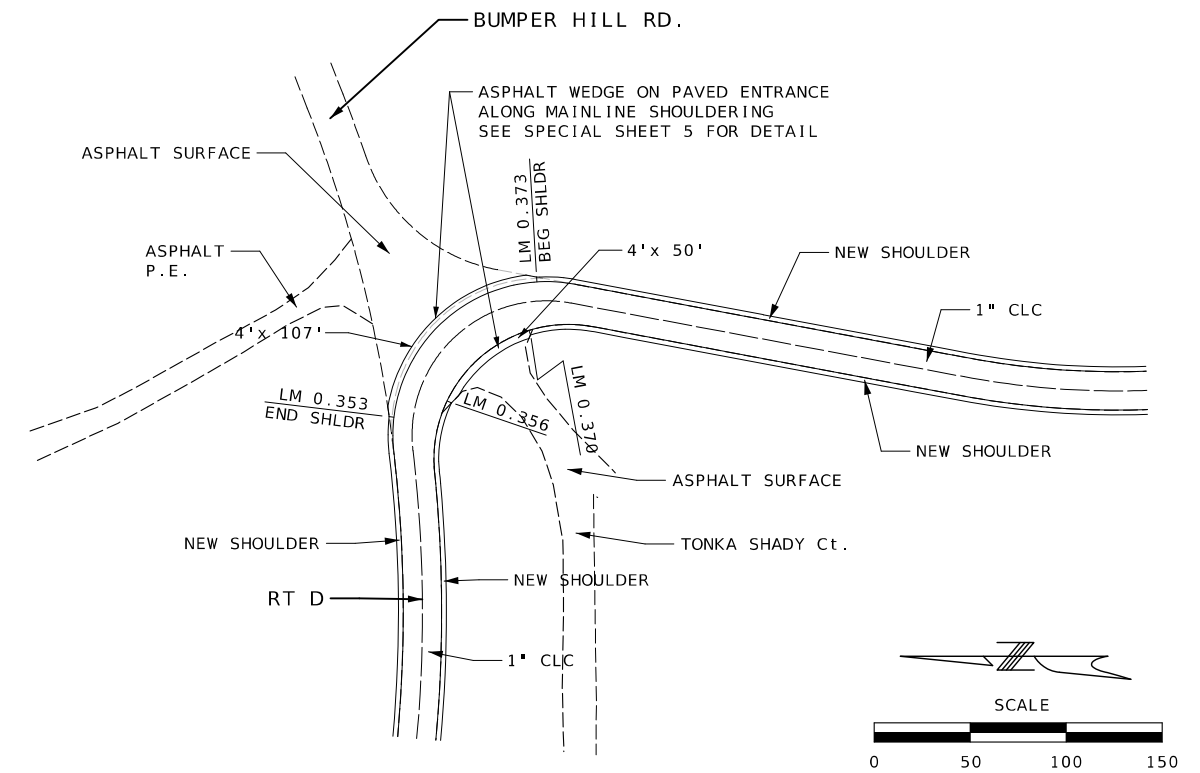 BUMPER HILL RD.
ASPHALT WEDGE ON PAVED ENTRANCE
ALONG MAINLINE SHOULDERING
SEE SPECIAL SHEET 5 FOR DETAIL
ASPHALT SURFACE
LM 0.373
BEG SHLDR
ASPHALT
P.E.
4'x 50'
NEW SHOULDER
1" CLC
4'x 107'
LM 0.353
END SHLDR
LM 0.356
LM 0.370
NEW SHOULDER
ASPHALT SURFACE
NEW SHOULDER
TONKA SHADY Ct.
NEW SHOULDER
RT D
1" CLC
N
SCALE
0 50 100 150